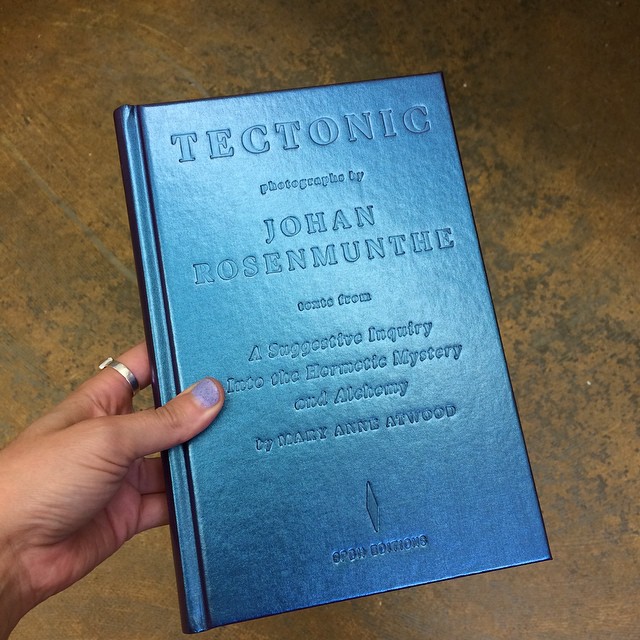 TECTONIC
photographs by
JOHAN
ROSENMUNTHE
texts from
A Suggestive Inquiry
Into the Hermetic Mystery
and Alchemy
by MARY ANNE ATWOOD
SPBH EDITIONS